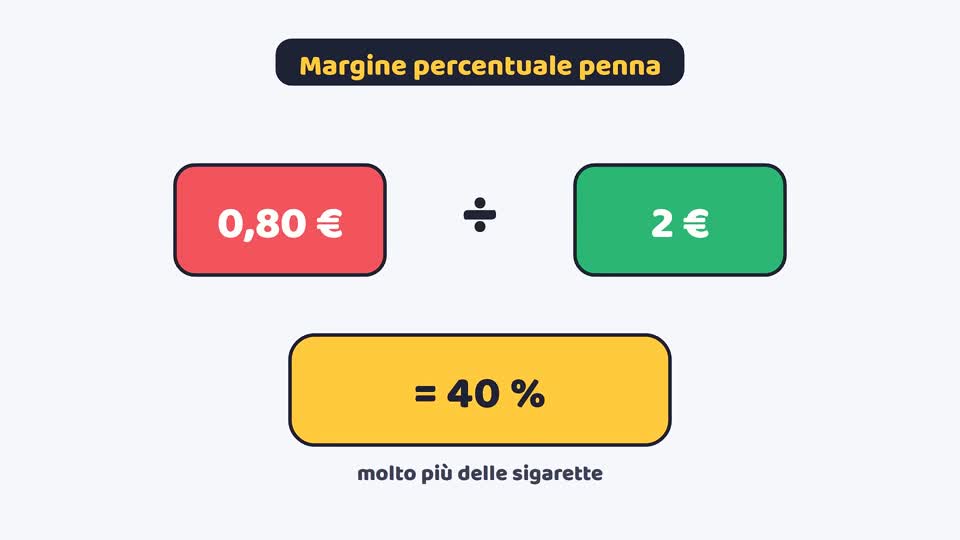 Margine percentuale penna
0,80 € ÷ 2 €
= 40 %
molto più delle sigarette